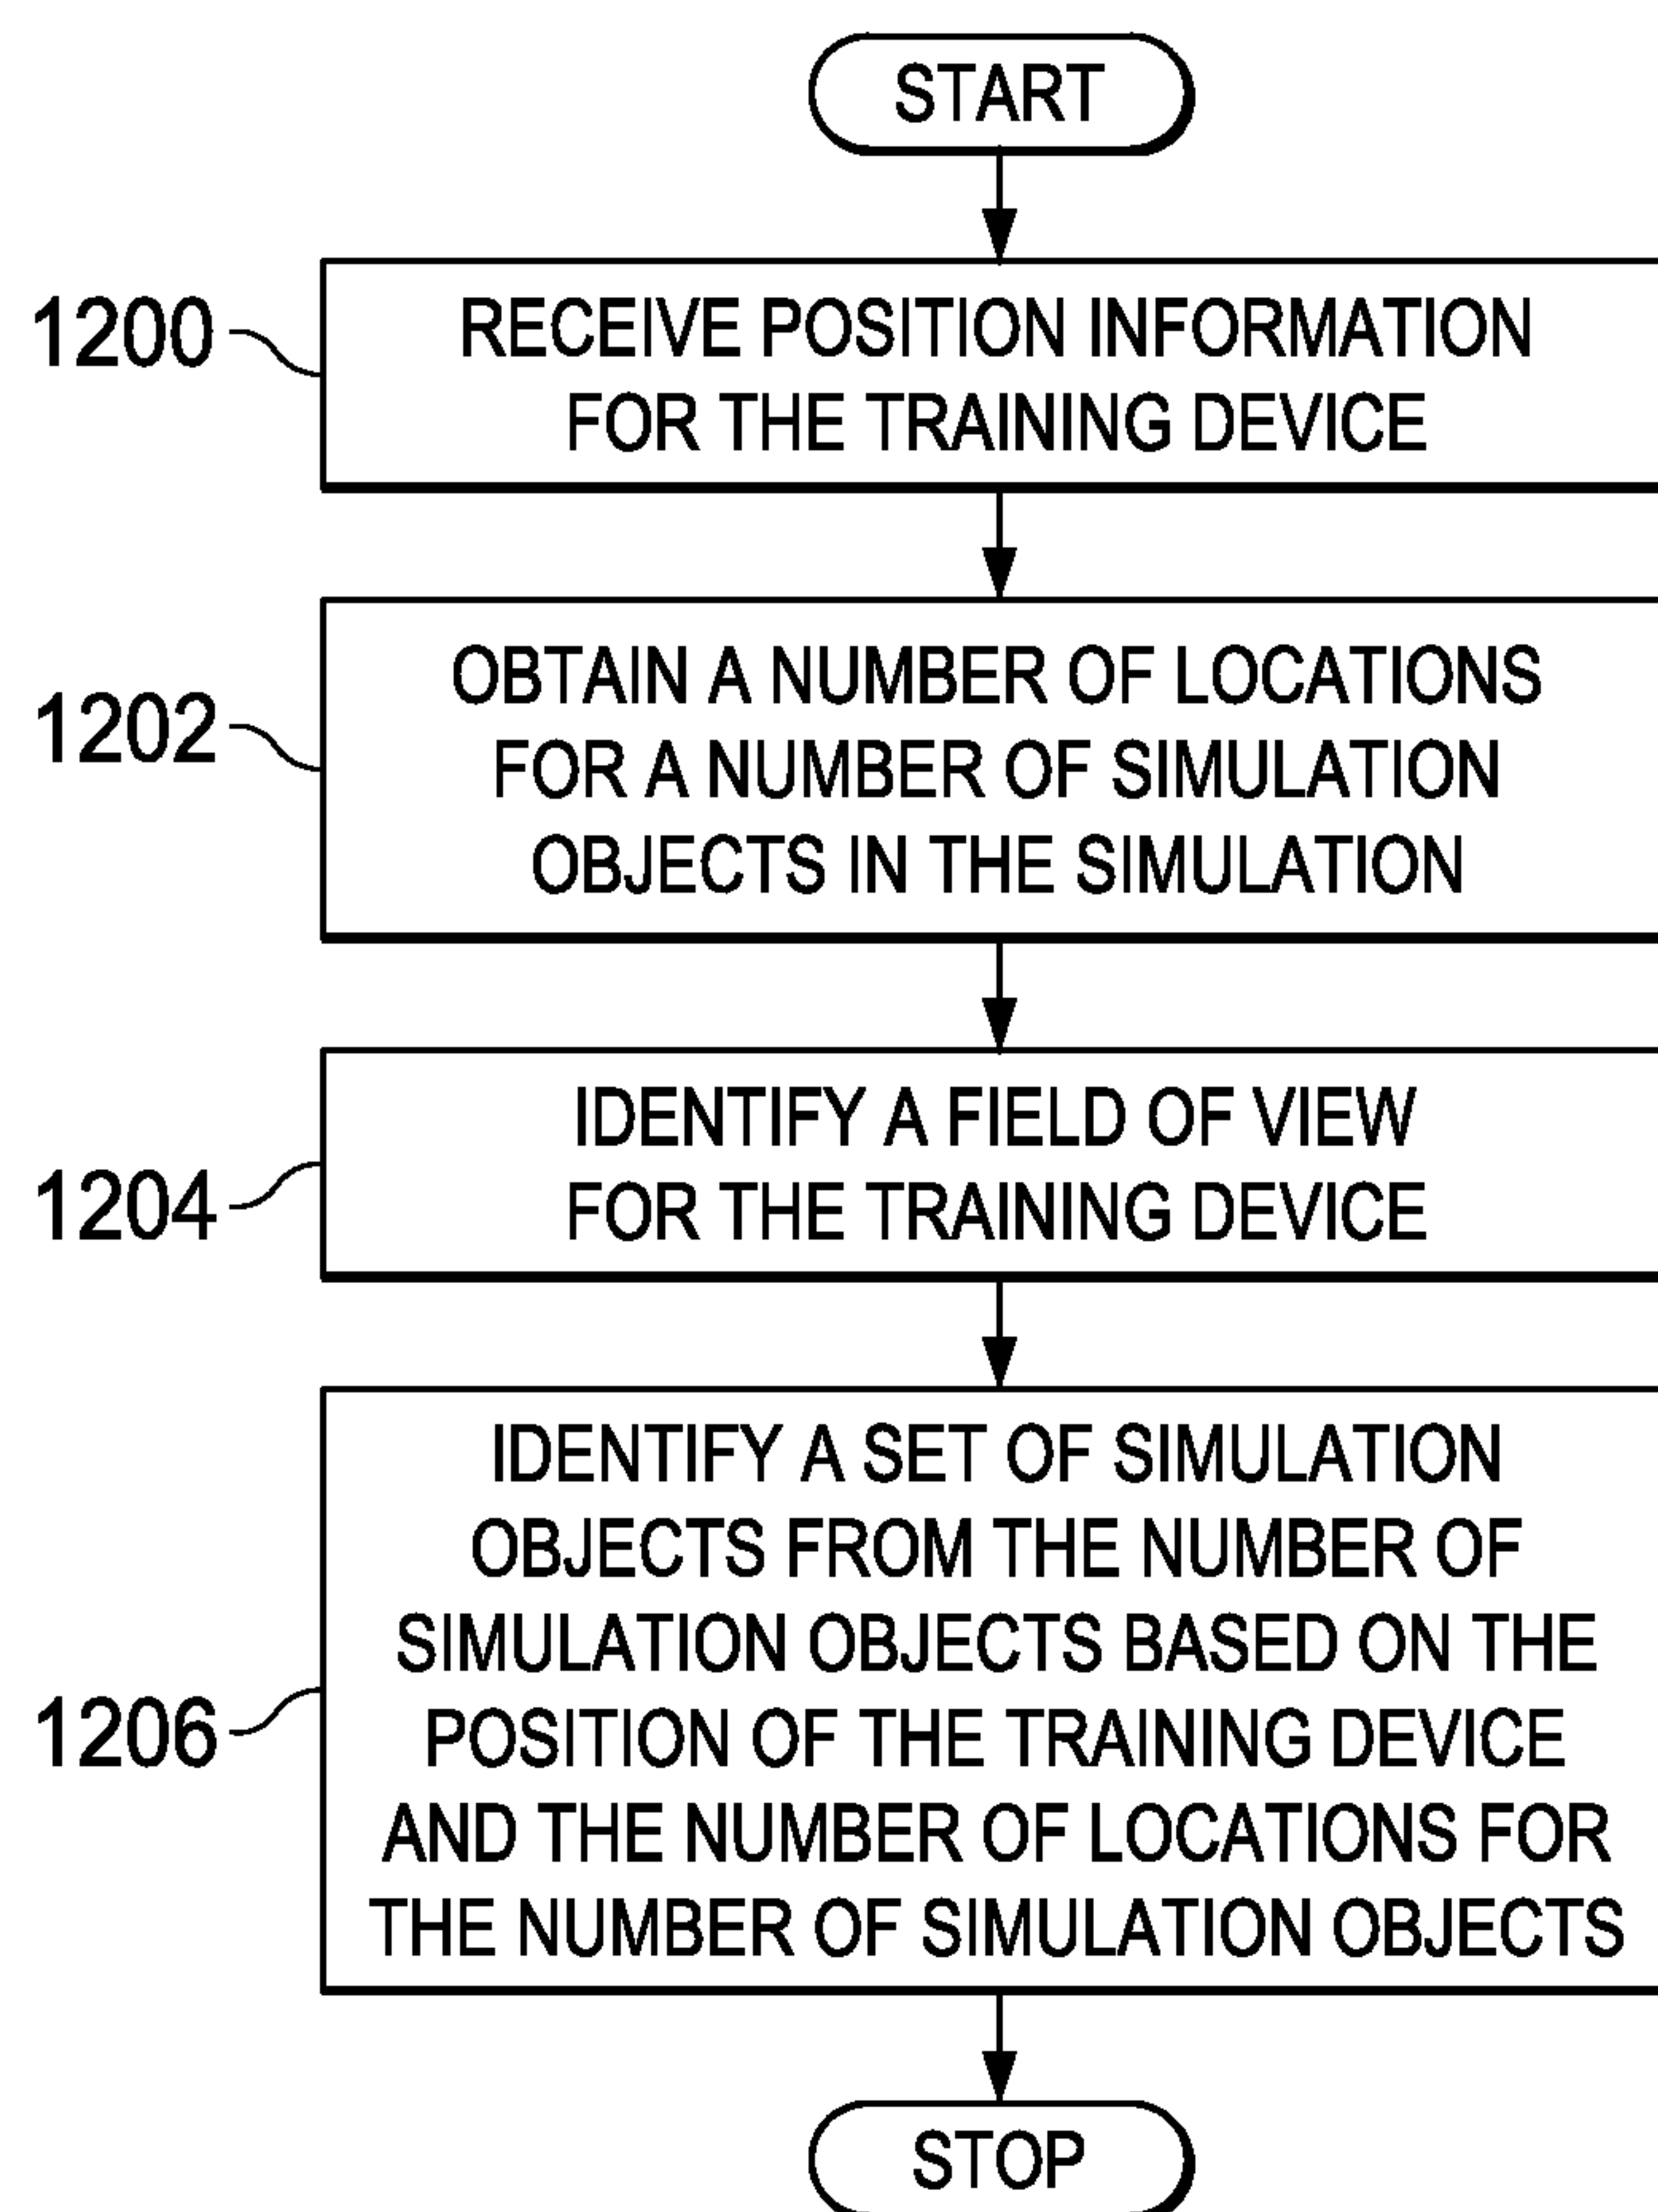 START
1200
RECEIVE POSITION INFORMATION
FOR THE TRAINING DEVICE
1202
OBTAIN A NUMBER OF LOCATIONS
FOR A NUMBER OF SIMULATION
OBJECTS IN THE SIMULATION
1204
IDENTIFY A FIELD OF VIEW
FOR THE TRAINING DEVICE
1206
IDENTIFY A SET OF SIMULATION
OBJECTS FROM THE NUMBER OF
SIMULATION OBJECTS BASED ON THE
POSITION OF THE TRAINING DEVICE
AND THE NUMBER OF LOCATIONS FOR
THE NUMBER OF SIMULATION OBJECTS
STOP